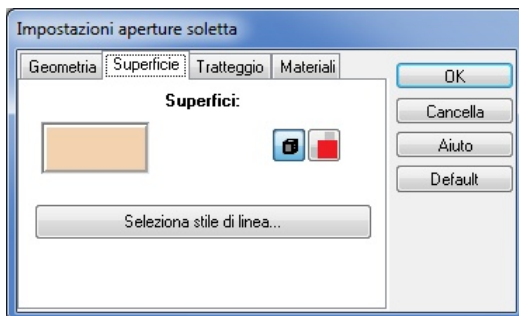 Impostazioni aperture soletta
Geometria Superficie Tratteggio Materiali
OK
Superfici:
Cancella
Aiuto
Default
Seleziona stile di linea...